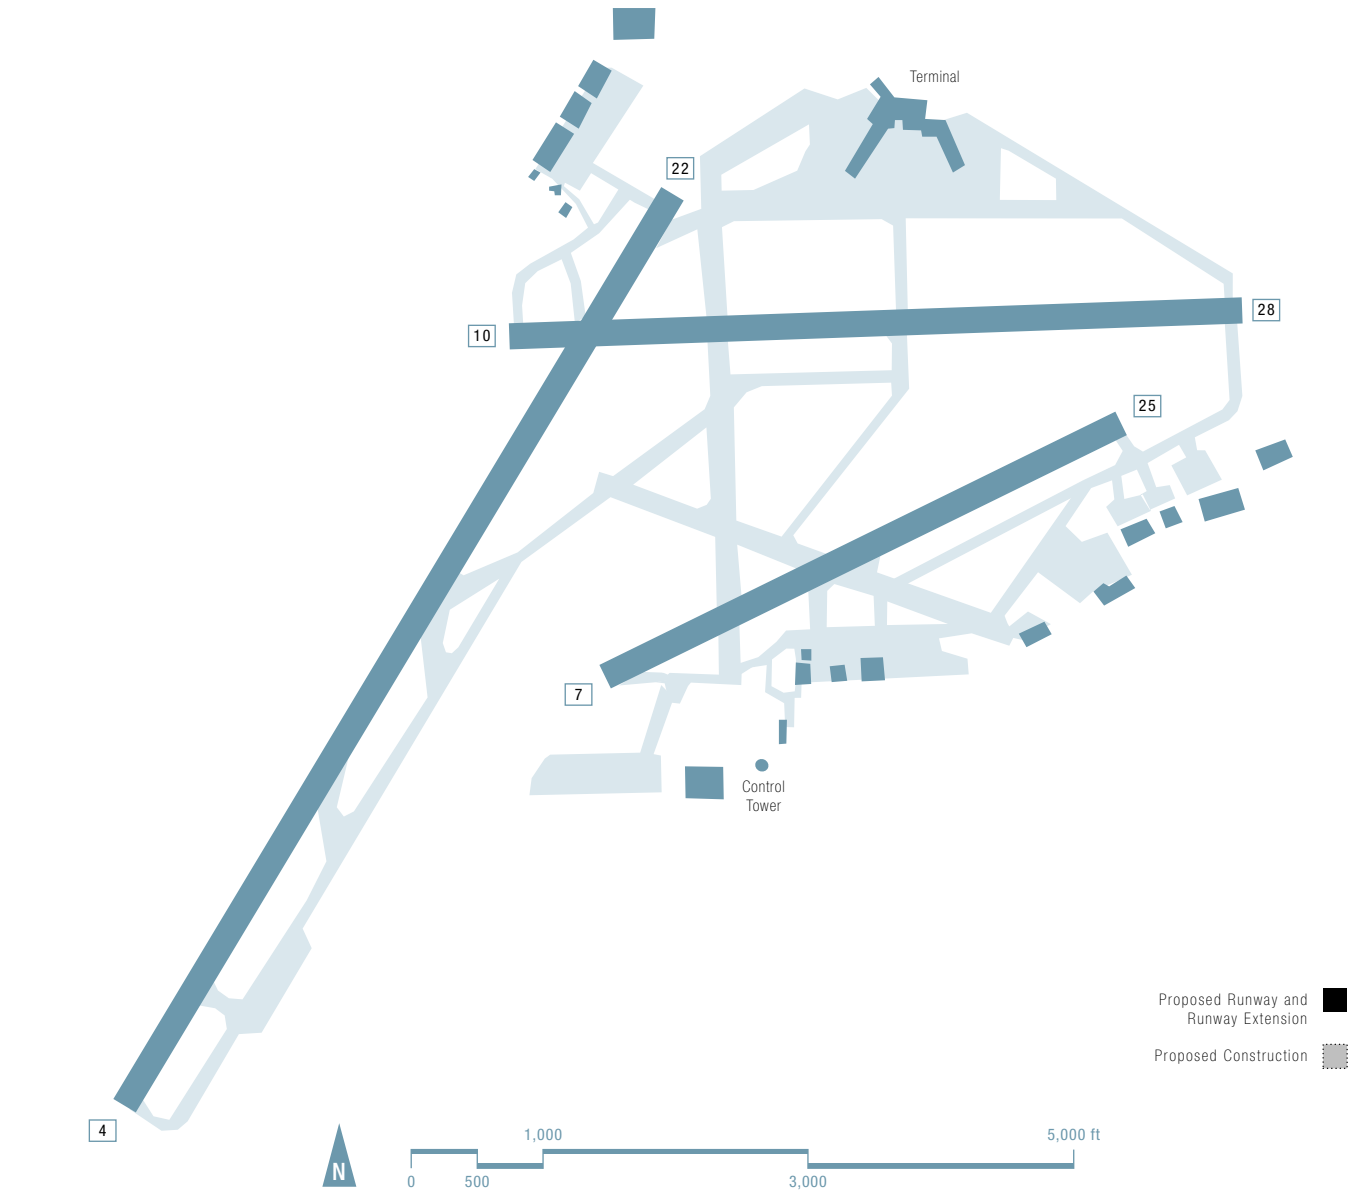 Terminal
22
28
10
25
7
Control
Tower
Proposed Runway and
Runway Extension
Proposed Construction
4
N
1,000
5,000 ft
0
500
3,000